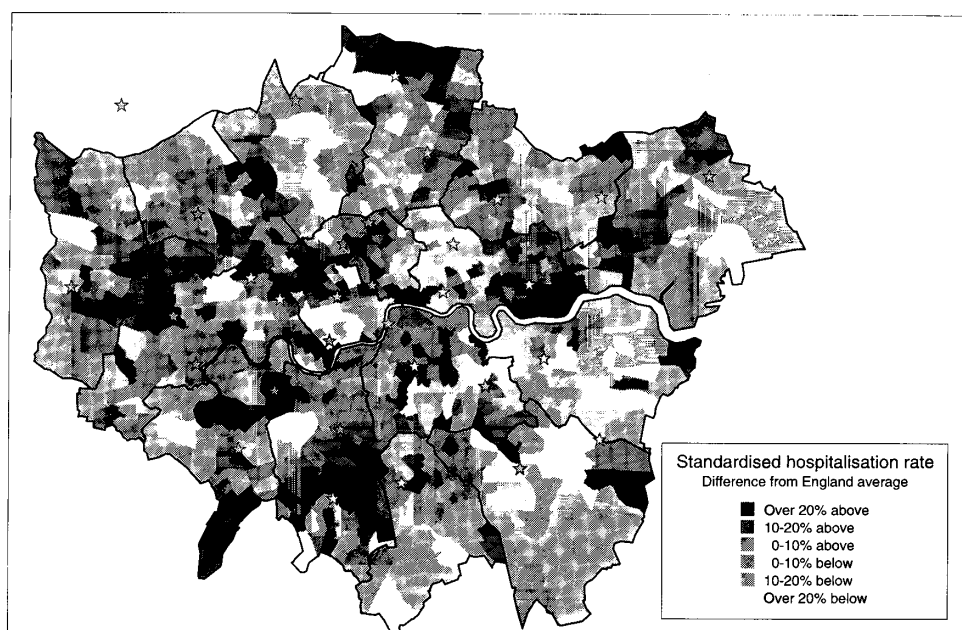 Standardised hospitalisation rate
Difference from England average
Over 20% above
10-20% above
0-10% above
0-10% below
10-20% below
Over 20% below